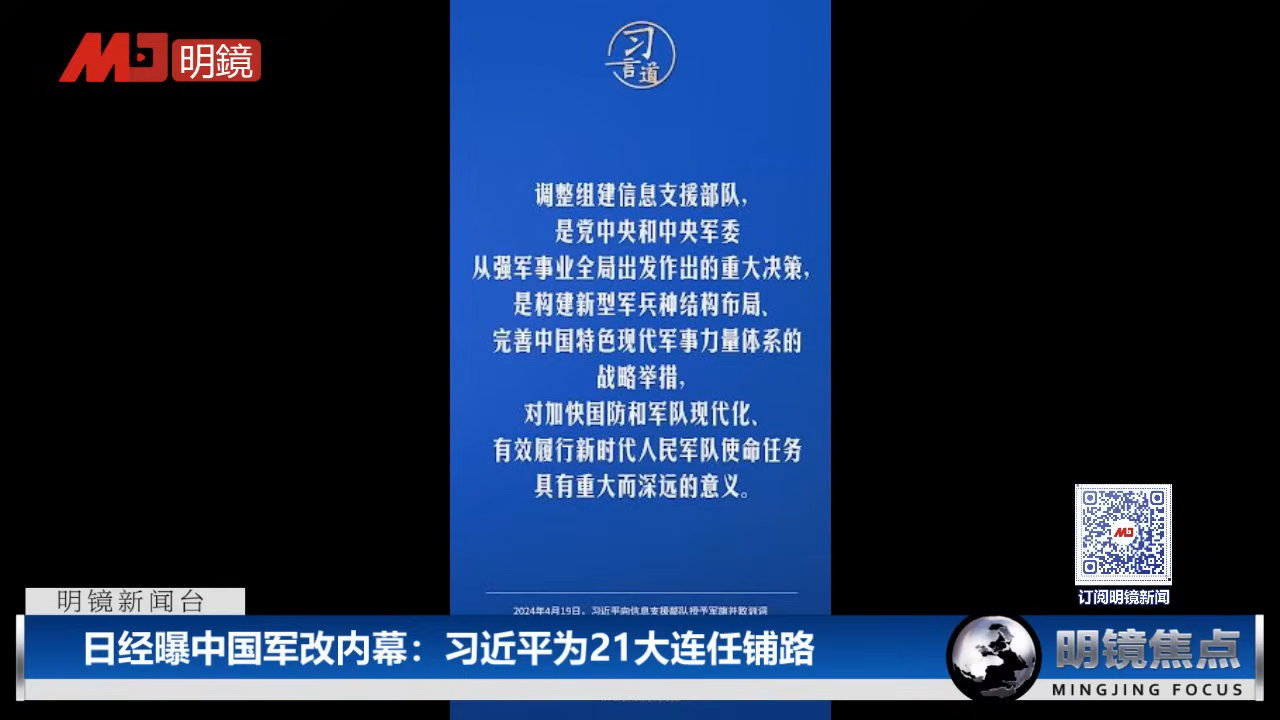 明鏡
习
言道
调整组建信息支援部队，
是党中央和中央军委
从强军事业全局出发作出的重大决策，
是构建新型军兵种结构布局、
完善中国特色现代军事力量体系的
战略举措，
对加快国防和军队现代化、
有效履行新时代人民军队使命任务
具有重大而深远的意义。
2024年4月19日，习近平向信息支援部队授予军旗并致训词
订阅明镜新闻
明镜新闻台
日经曝中国军改内幕：习近平为21大连任铺路
明镜焦点
MINGJING FOCUS